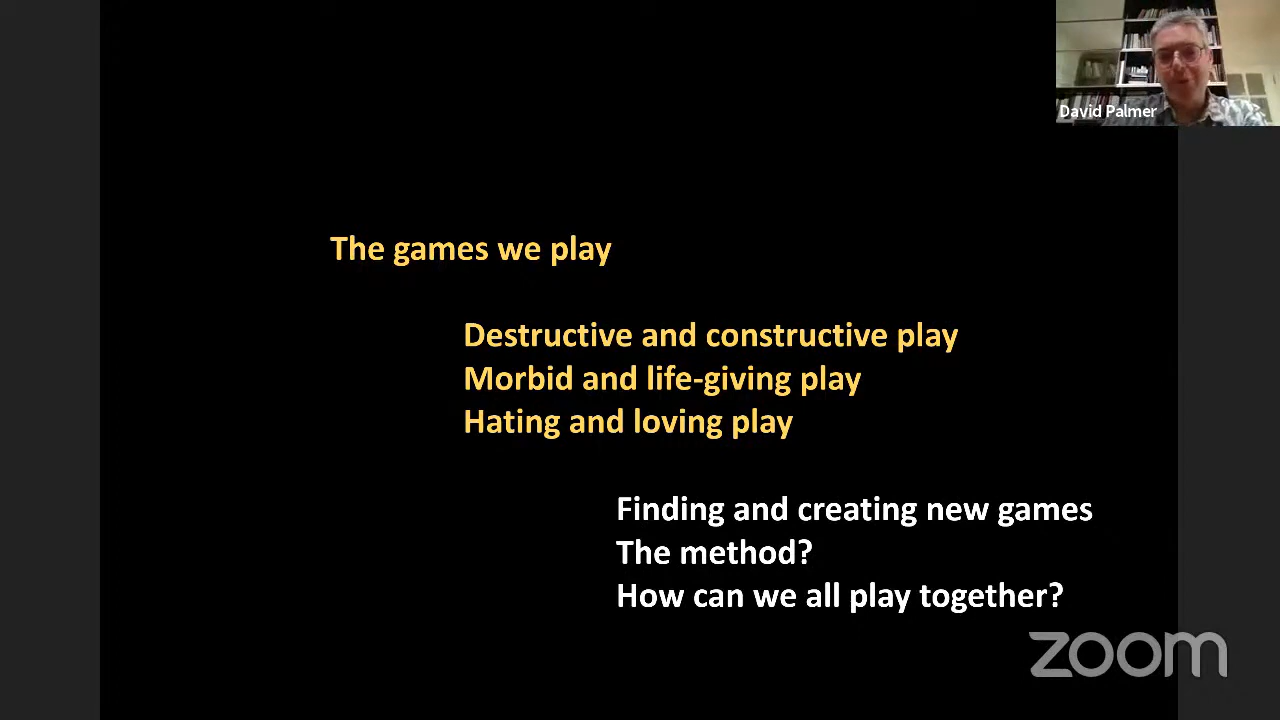 David Palmer
The games we play
Destructive and constructive play
Morbid and life-giving play
Hating and loving play
Finding and creating new games
The method?
How can we all play together?
zoom